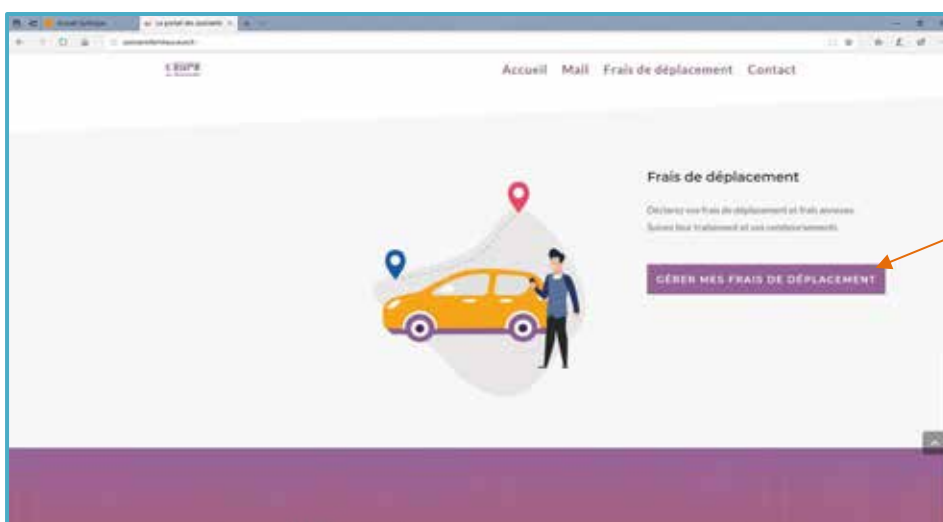 Accueil Mail Frais de déplacement Contact
Frais de déplacement
Déclarez vos frais de déplacement et frais annexes.
Suivez leur traitement et vos remboursements.
GÉRER MES FRAIS DE DÉPLACEMENT